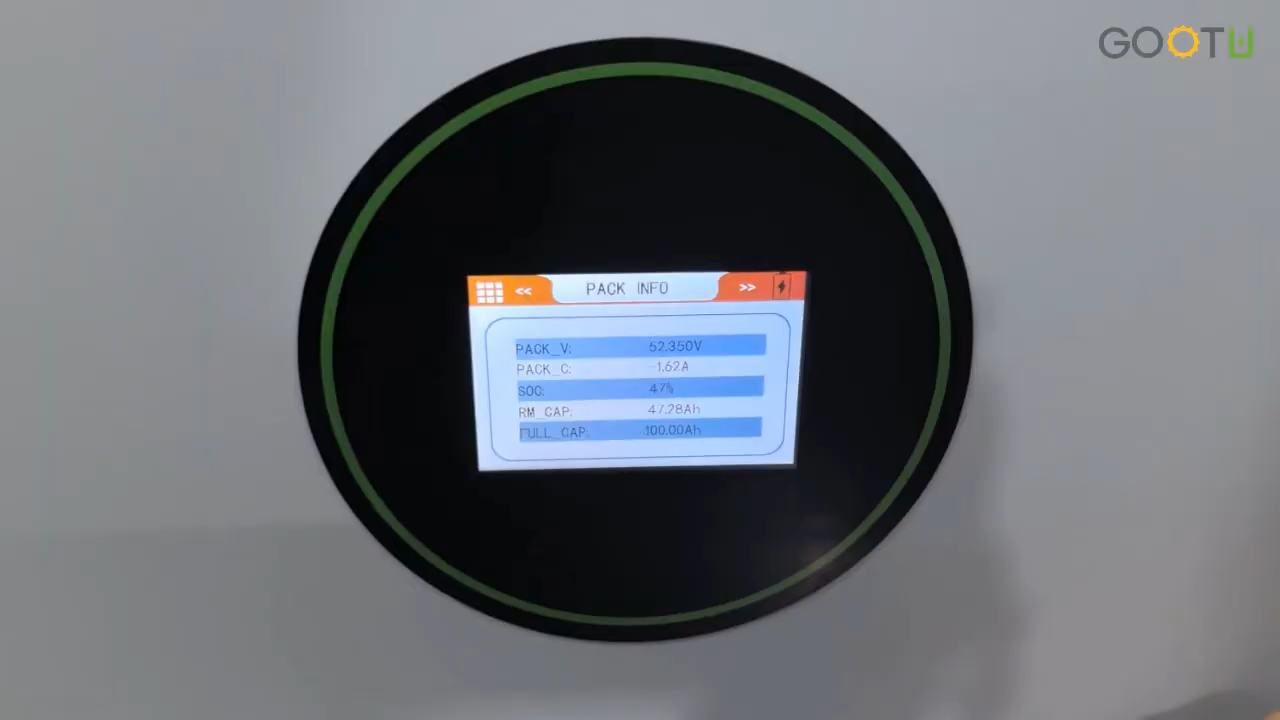 GOOTU
<< PACK INFO >>
PACK_V: 52.350V
PACK_C: -1.62A
SOC: 47%
RM_CAP: 47.28Ah
FULL_CAP: 100.00Ah